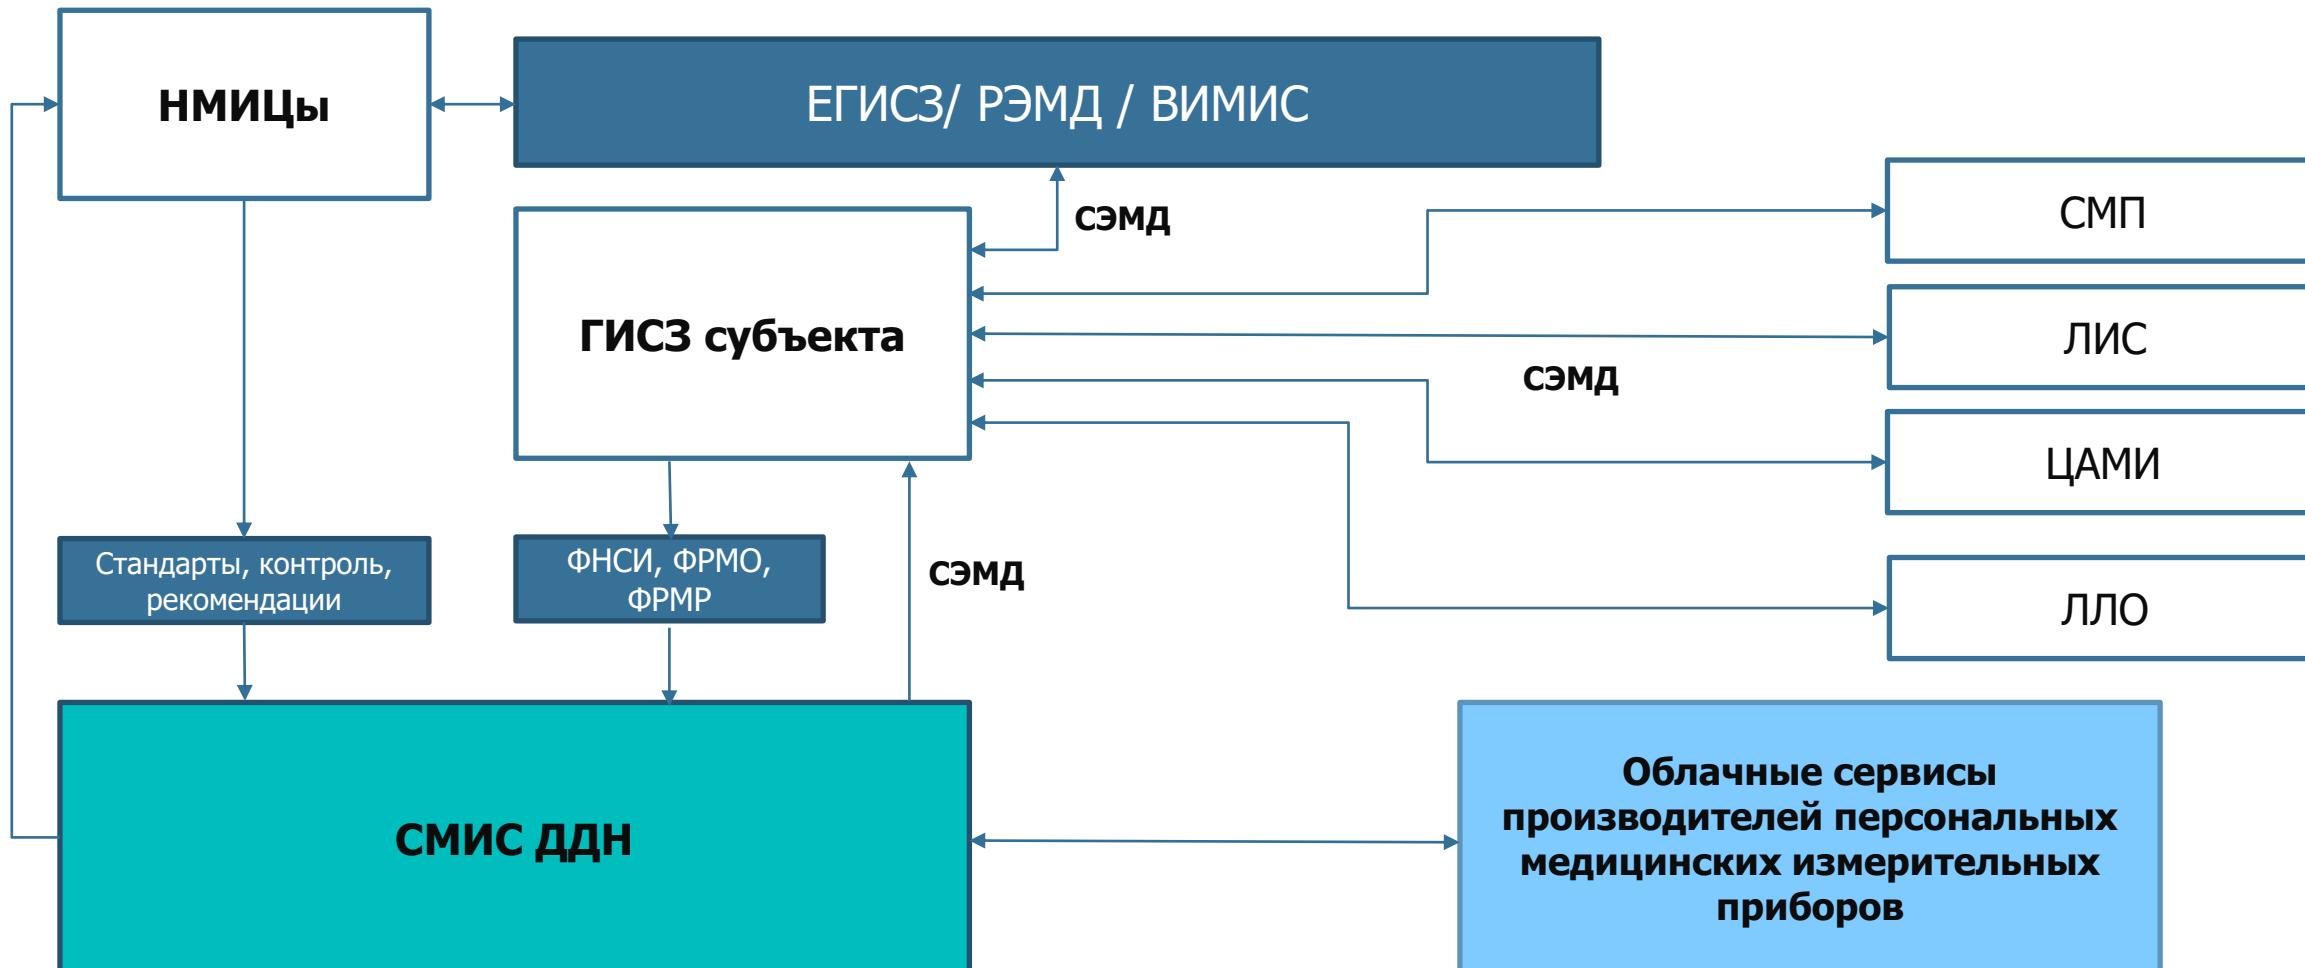 НМИЦы
ЕГИСЗ/ РЭМД / ВИМИС
СЭМД
СМП
ГИСЗ субъекта
ЛИС
СЭМД
ЦАМИ
Стандарты, контроль,
рекомендации
ФНСИ, ФРМО,
ФРМР
СЭМД
ЛЛО
СМИС ДДН
Облачные сервисы
производителей персональных
медицинских измерительных
приборов